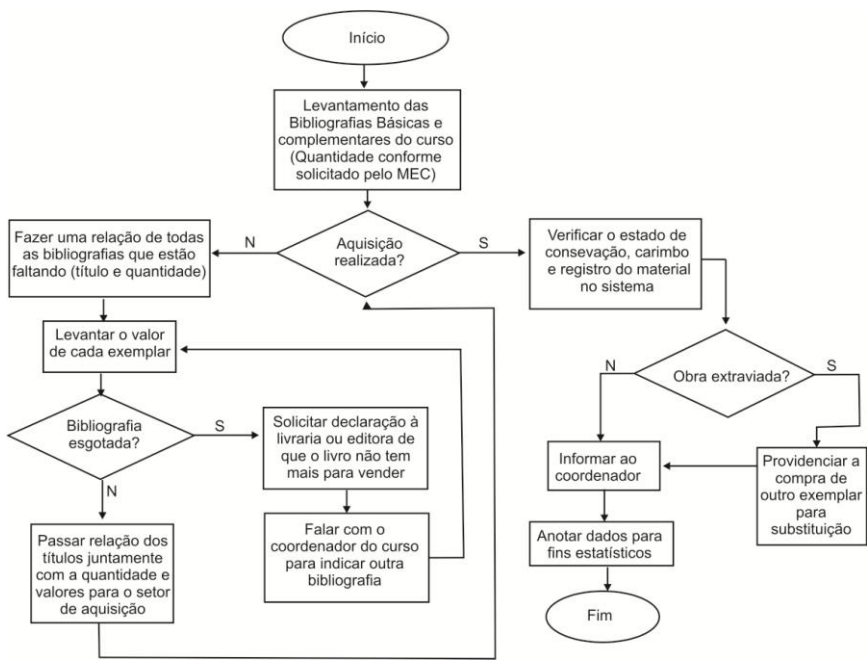 Início
Levantamento das
Bibliografias Básicas e
complementares do curso
(Quantidade conforme
solicitado pelo MEC)
Aquisição
realizada?
N
S
Fazer uma relação de todas
as bibliografias que estão
faltando (título e quantidade)
Levantar o valor
de cada exemplar
Bibliografia
esgotada?
S
N
Solicitar declaração à
livraria ou editora de
que o livro não tem
mais para vender
Falar com o
coordenador do curso
para indicar outra
bibliografia
Passar relação dos
títulos juntamente
com a quantidade e
valores para o setor
de aquisição
Verificar o estado de
consevação, carimbo
e registro do material
no sistema
Obra extraviada?
N
S
Informar ao
coordenador
Providenciar a
compra de
outro exemplar
para
substituição
Anotar dados para
fins estatísticos
Fim